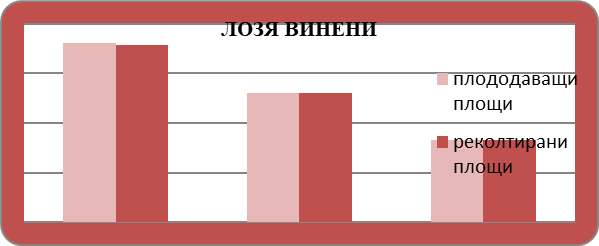 ЛОЗЯ ВИНЕНИ
плододаващи
площи
реколтирани
площи